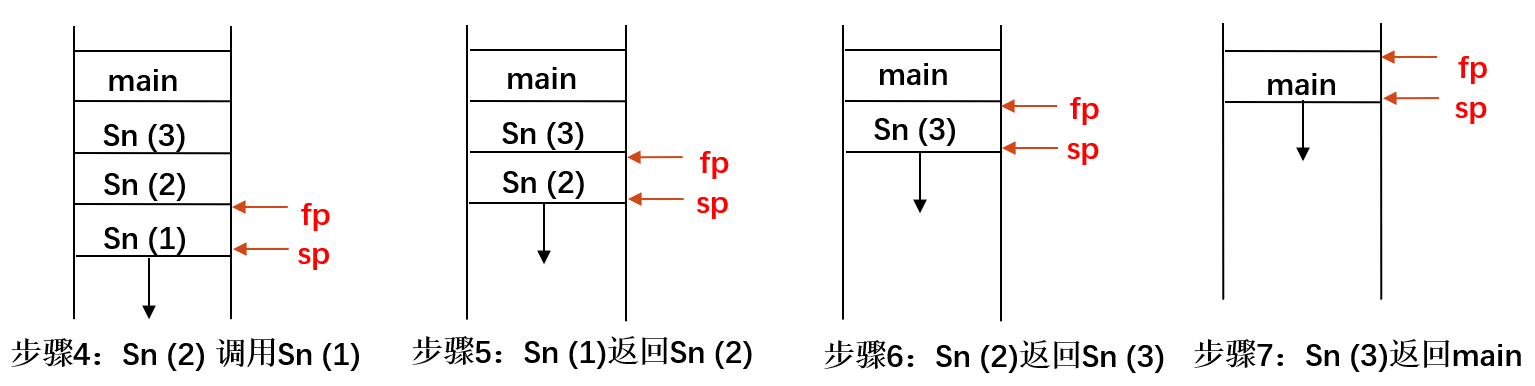 main
Sn (3)
Sn (2)
Sn (1)
fp
sp
步骤4：Sn (2) 调用Sn (1)
main
Sn (3)
Sn (2)
fp
sp
步骤5：Sn (1)返回Sn (2)
main
Sn (3)
fp
sp
步骤6：Sn (2)返回Sn (3)
main
fp
sp
步骤7：Sn (3)返回main